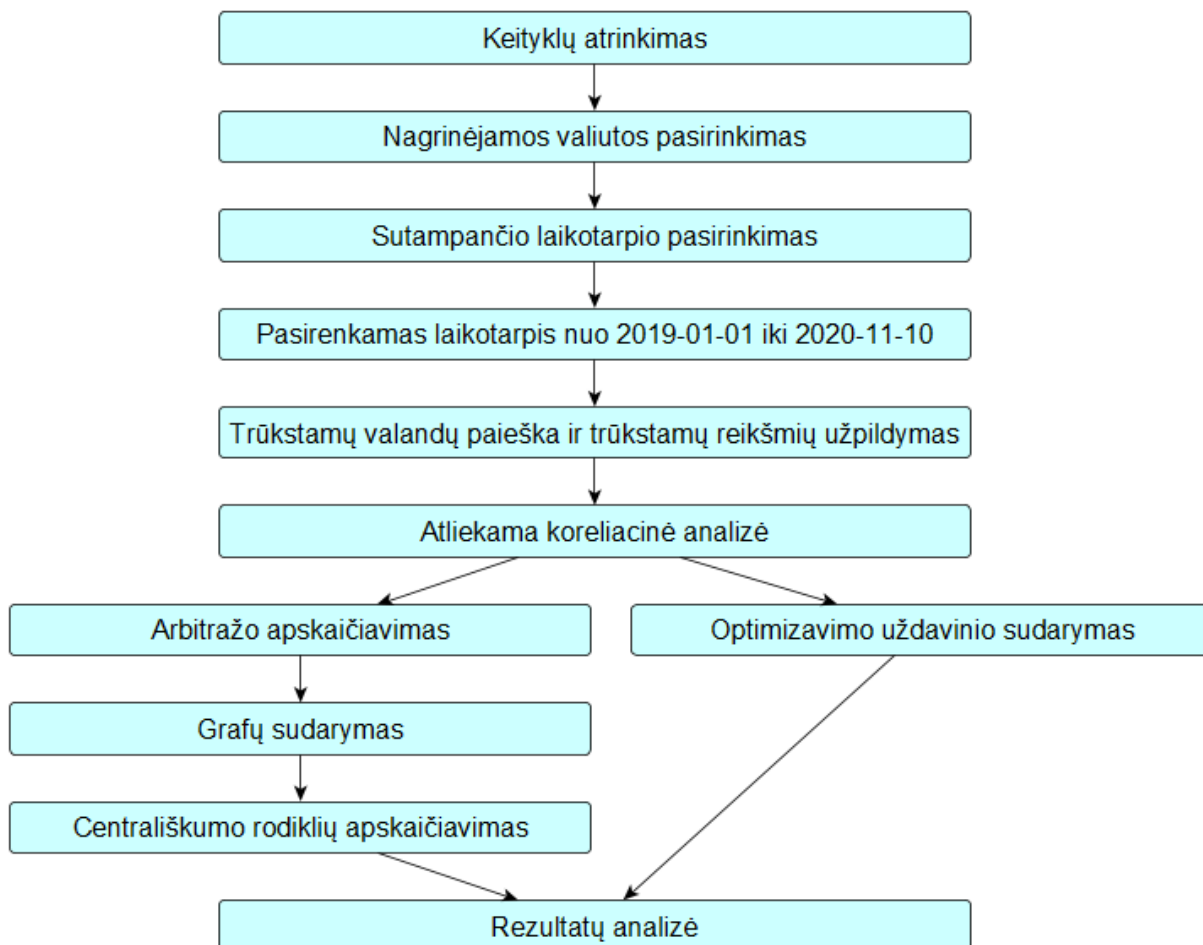 Keityklų atrinkimas
Nagrinėjamos valiutos pasirinkimas
Sutampančio laikotarpio pasirinkimas
Pasirenkamas laikotarpis nuo 2019-01-01 iki 2020-11-10
Trūkstamų valandų paieška ir trūkstamų reikšmių užpildymas
Atliekama koreliacinė analizė
Arbitražo apskaičiavimas
Optimizavimo uždavinio sudarymas
Grafų sudarymas
Centrališkumo rodiklių apskaičiavimas
Rezultatų analizė